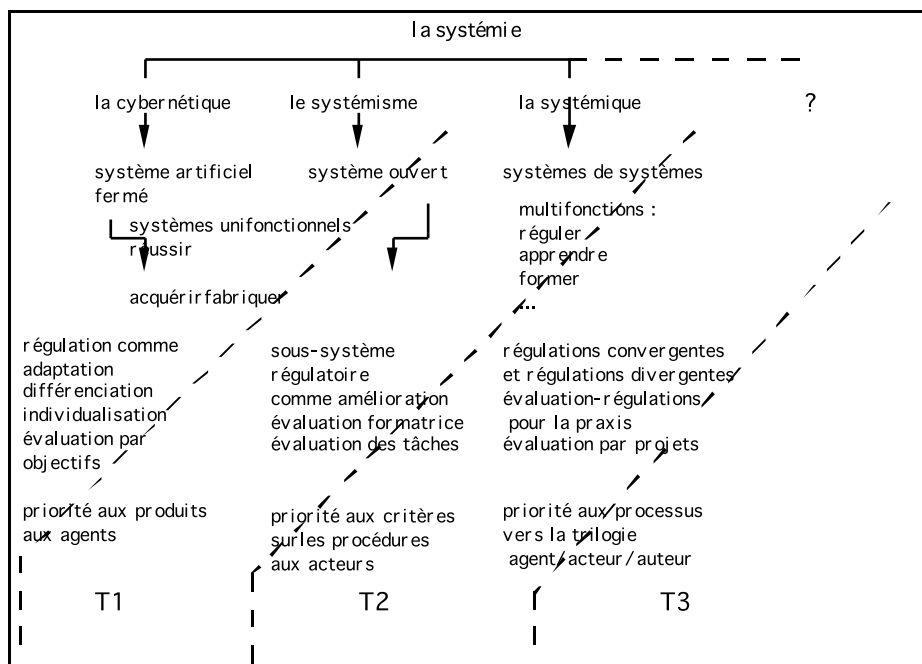 la systémie
la cybernétique
le systémisme
la systémique
?
système artificiel
fermé
système ouvert
systèmes de systèmes
systèmes unifonctionnels
réussir
multifonctions :
réguler
apprendre
former
...
acquérir fabriquer
régulation comme
adaptation
différenciation
individualisation
évaluation par
objectifs
sous-système
régulatoire
comme amélioration
évaluation formatrice
évaluation des tâches
régulations convergentes
et régulations divergentes
évaluation-régulations
pour la praxis
évaluation par projets
priorité aux produits
aux agents
priorité aux critères
sur les procédures
aux acteurs
priorité aux processus
vers la trilogie
agent/acteur/auteur
T1
T2
T3